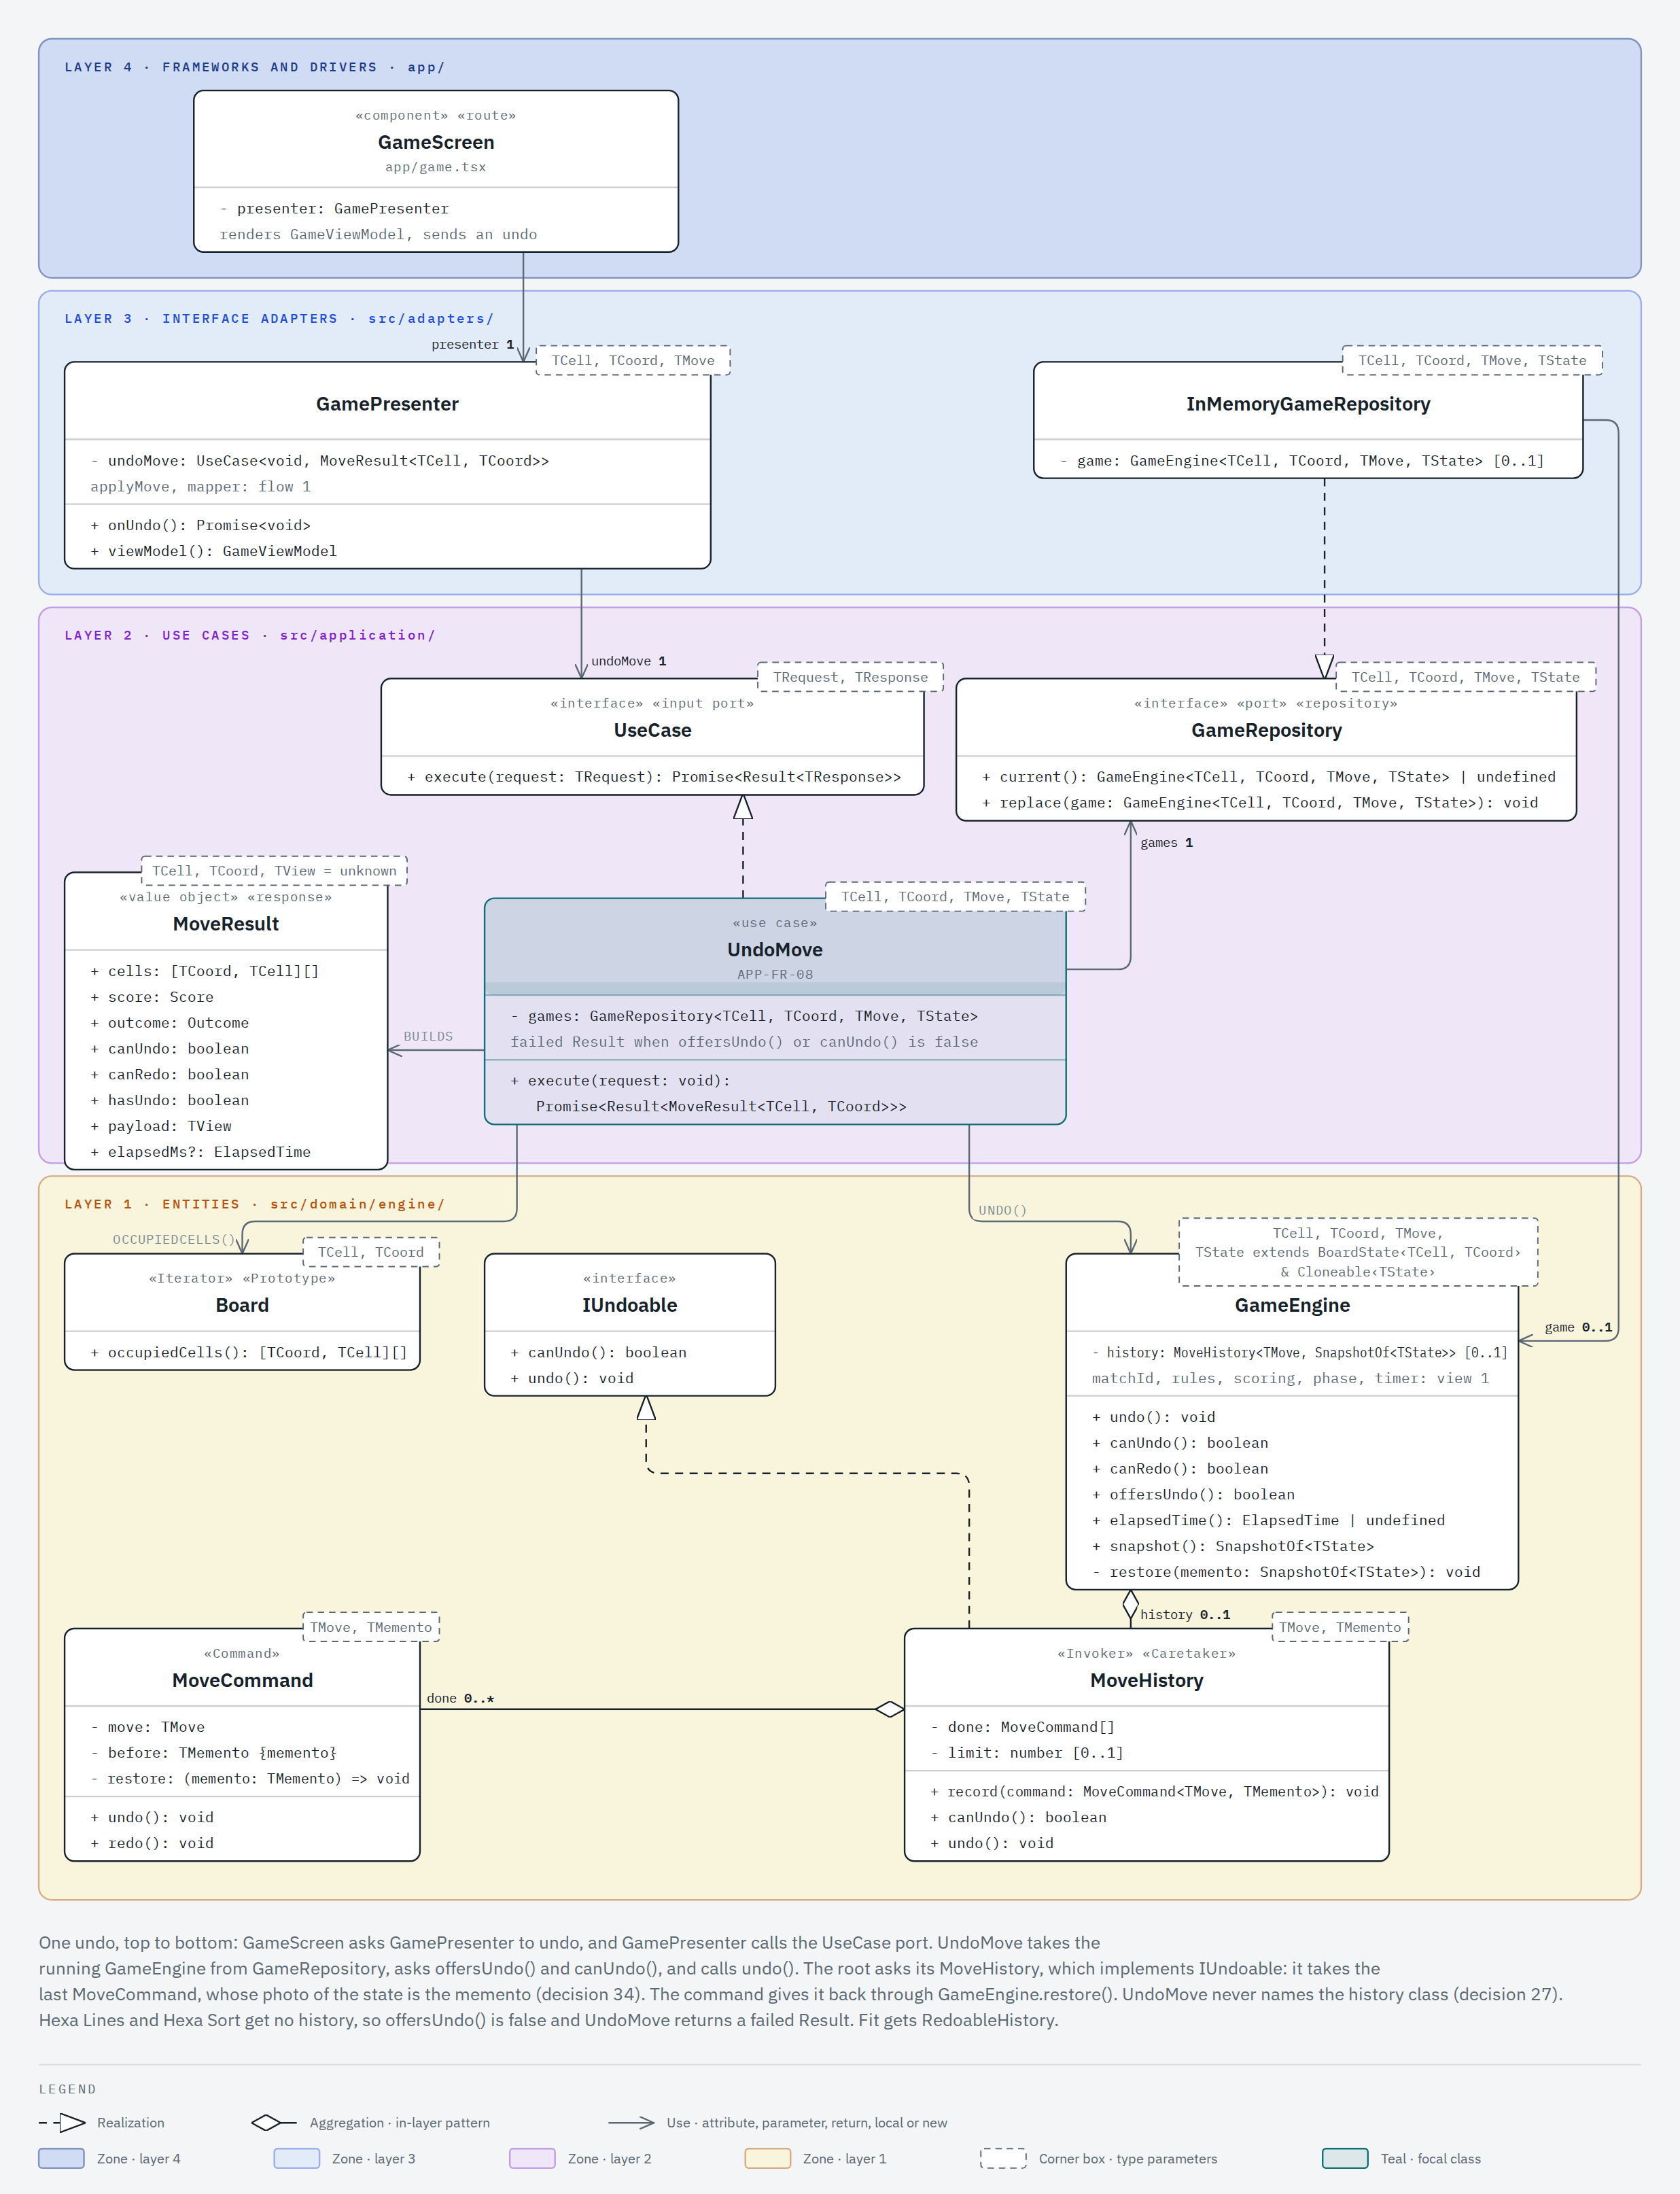 LAYER 4 · FRAMEWORKS AND DRIVERS · app/
«component» «route»
GameScreen
app/game.tsx
- presenter: GamePresenter
renders GameViewModel, sends an undo
LAYER 3 · INTERFACE ADAPTERS · src/adapters/
presenter 1
TCell, TCoord, TMove
GamePresenter
- undoMove: UseCase<void, MoveResult<TCell, TCoord>>
applyMove, mapper: flow 1
+ onUndo(): Promise<void>
+ viewModel(): GameViewModel
TCell, TCoord, TMove, TState
InMemoryGameRepository
- game: GameEngine<TCell, TCoord, TMove, TState> [0..1]
LAYER 2 · USE CASES · src/application/
undoMove 1
TRequest, TResponse
«interface» «input port»
UseCase
+ execute(request: TRequest): Promise<Result<TResponse>>
TCell, TCoord, TMove, TState
«interface» «port» «repository»
GameRepository
+ current(): GameEngine<TCell, TCoord, TMove, TState> | undefined
+ replace(game: GameEngine<TCell, TCoord, TMove, TState>): void
games 1
TCell, TCoord, TView = unknown
«value object» «response»
MoveResult
+ cells: [TCoord, TCell][]
+ score: Score
+ outcome: Outcome
+ canUndo: boolean
+ canRedo: boolean
+ hasUndo: boolean
+ payload: TView
+ elapsedMs?: ElapsedTime
BUILDS
TCell, TCoord, TMove, TState
«use case»
UndoMove
APP-FR-08
- games: GameRepository<TCell, TCoord, TMove, TState>
failed Result when offersUndo() or canUndo() is false
+ execute(request: void):
Promise<Result<MoveResult<TCell, TCoord>>>
LAYER 1 · ENTITIES · src/domain/engine/
OCCUPIEDCELLS()
TCell, TCoord
«Iterator» «Prototype»
Board
+ occupiedCells(): [TCoord, TCell][]
«interface»
IUndoable
+ canUndo(): boolean
+ undo(): void
UNDO()
TCell, TCoord, TMove,
TState extends BoardState‹TCell, TCoord›
& Cloneable‹TState›
GameEngine
game 0..1
- history: MoveHistory<TMove, SnapshotOf<TState>> [0..1]
matchId, rules, scoring, phase, timer: view 1
+ undo(): void
+ canUndo(): boolean
+ canRedo(): boolean
+ offersUndo(): boolean
+ elapsedTime(): ElapsedTime | undefined
+ snapshot(): SnapshotOf<TState>
- restore(memento: SnapshotOf<TState>): void
history 0..1
TMove, TMemento
«Command»
MoveCommand
- move: TMove
- before: TMemento {memento}
- restore: (memento: TMemento) => void
+ undo(): void
+ redo(): void
done 0..*
TMove, TMemento
«Invoker» «Caretaker»
MoveHistory
- done: MoveCommand[]
- limit: number [0..1]
+ record(command: MoveCommand<TMove, TMemento>): void
+ canUndo(): boolean
+ undo(): void
One undo, top to bottom: GameScreen asks GamePresenter to undo, and GamePresenter calls the UseCase port. UndoMove takes the
running GameEngine from GameRepository, asks offersUndo() and canUndo(), and calls undo(). The root asks its MoveHistory, which implements IUndoable: it takes the
last MoveCommand, whose photo of the state is the memento (decision 34). The command gives it back through GameEngine.restore(). UndoMove never names the history class (decision 27).
Hexa Lines and Hexa Sort get no history, so offersUndo() is false and UndoMove returns a failed Result. Fit gets RedoableHistory.
LEGEND
Realization
Aggregation · in-layer pattern
Use · attribute, parameter, return, local or new
Zone · layer 4
Zone · layer 3
Zone · layer 2
Zone · layer 1
Corner box · type parameters
Teal · focal class